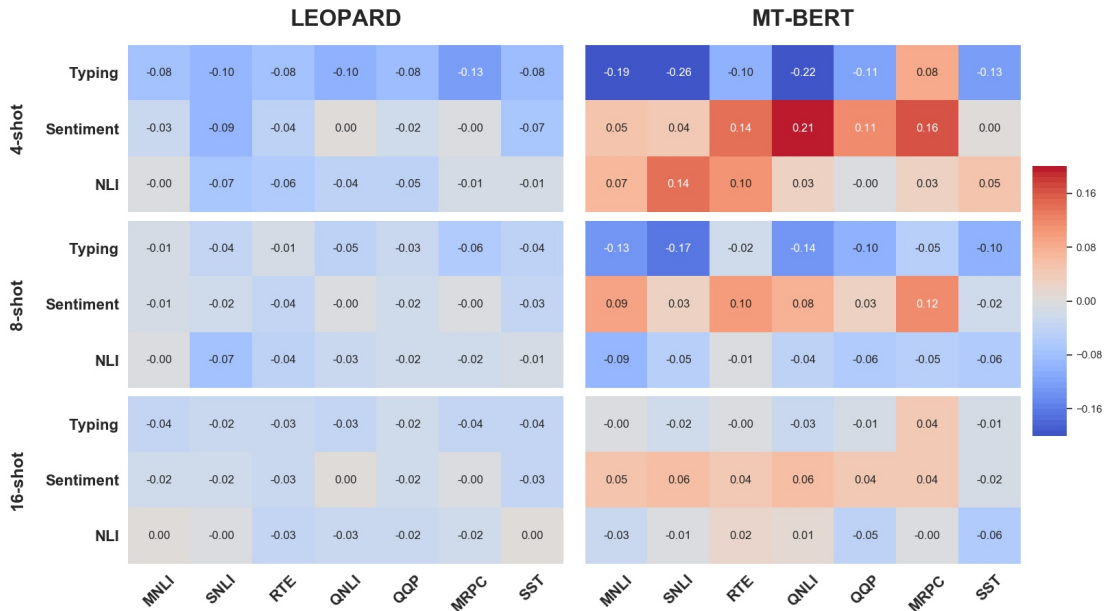 LEOPARD MT-BERT
4-shot
Typing -0.08 -0.10 -0.08 -0.10 -0.08 -0.13 -0.08 -0.19 -0.26 -0.10 -0.22 -0.11 0.08 -0.13
Sentiment -0.03 -0.09 -0.04 0.00 -0.02 -0.00 -0.07 0.05 0.04 0.14 0.21 0.11 0.16 0.00
NLI -0.00 -0.07 -0.06 -0.04 -0.05 -0.01 -0.01 0.07 0.14 0.10 0.03 -0.00 0.03 0.05
8-shot
Typing -0.01 -0.04 -0.01 -0.05 -0.03 -0.06 -0.04 -0.13 -0.17 -0.02 -0.14 -0.10 -0.05 -0.10
Sentiment -0.01 -0.02 -0.04 -0.00 -0.02 -0.00 -0.03 0.09 0.03 0.10 0.08 0.03 0.12 -0.02
NLI -0.00 -0.07 -0.04 -0.03 -0.02 -0.02 -0.01 -0.09 -0.05 -0.01 -0.04 -0.06 -0.05 -0.06
16-shot
Typing -0.04 -0.02 -0.03 -0.03 -0.02 -0.04 -0.04 -0.00 -0.02 -0.00 -0.03 -0.01 0.04 -0.01
Sentiment -0.02 -0.02 -0.03 0.00 -0.02 -0.00 -0.03 0.05 0.06 0.04 0.06 0.04 0.04 -0.02
NLI 0.00 -0.00 -0.03 -0.03 -0.02 -0.02 0.00 -0.03 -0.01 0.02 0.01 -0.05 -0.00 -0.06
MNLI SNLI RTE QNLI QQP MRPC SST MNLI SNLI RTE QNLI QQP MRPC SST
0.16
0.08
0.00
−0.08
−0.16